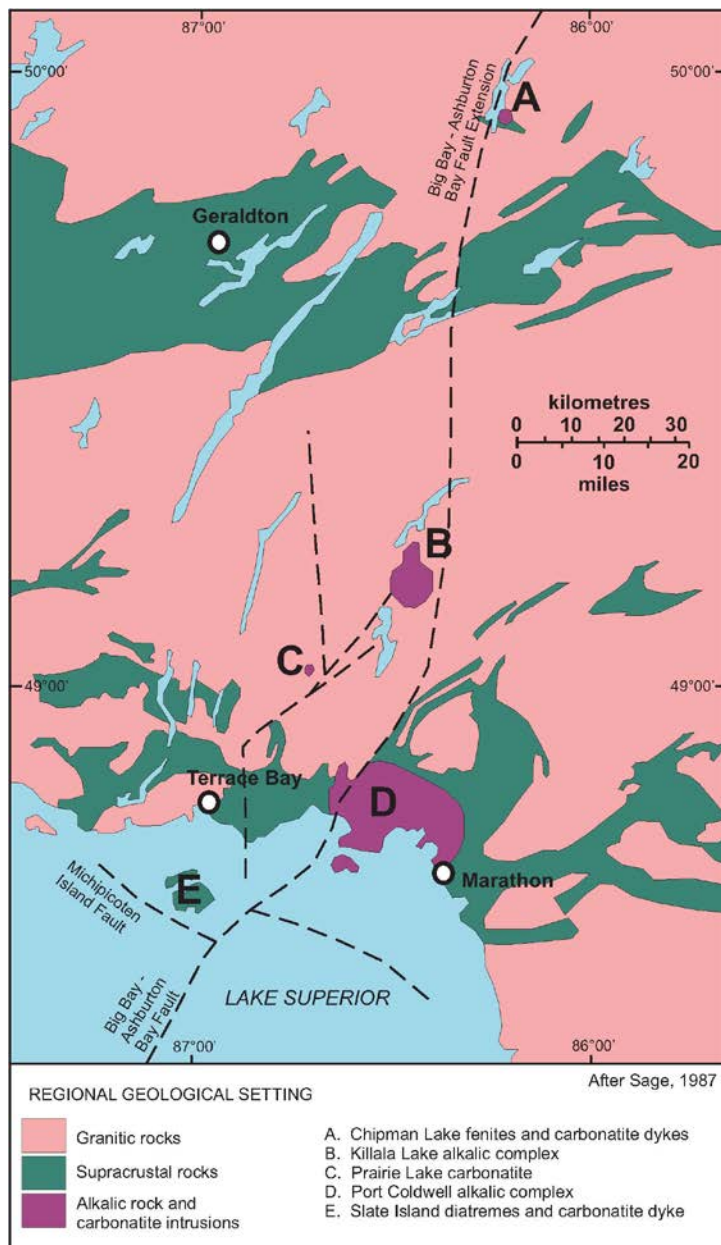 87°00'
86°00'
50°00'
50°00'
A
Big Bay - Ashburton
Bay Fault Extension
Geraldton
kilometres
0 10 20 30
0 10 20
miles
B
C
49°00'
49°00'
Terrace Bay
D
E
Marathon
Michipicoten
Island Fault
Big Bay -
Ashburton
Bay Fault
LAKE SUPERIOR
87°00'
86°00'
After Sage, 1987
REGIONAL GEOLOGICAL SETTING
Granitic rocks
Supracrustal rocks
Alkalic rock and
carbonatite intrusions
A. Chipman Lake fenites and carbonatite dykes
B. Killala Lake alkalic complex
C. Prairie Lake carbonatite
D. Port Coldwell alkalic complex
E. Slate Island diatremes and carbonatite dyke